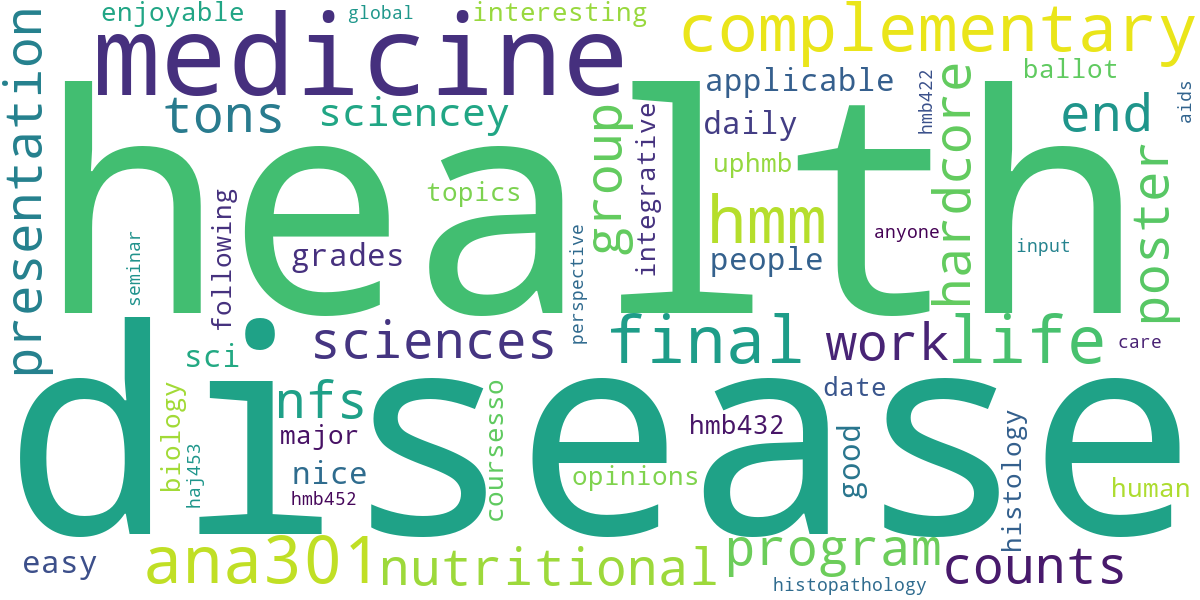 enjoyable
global
interesting
complementary
medicine
presentation
tons
sciencey
group
integrative
applicable
daily
hmb422
hardcore
ballot
end
aids
health
topics
uphmb
hmm
people
anyone
input
poster
following
seminar
grades
perspective
sciences
sci
final
work
life
care
disease
nfs
major
nice
hmb452
biology
haj453
coursesso
opinions
hmb432
date
good
histology
human
easy
ana301
nutritional
program
histopathology
counts